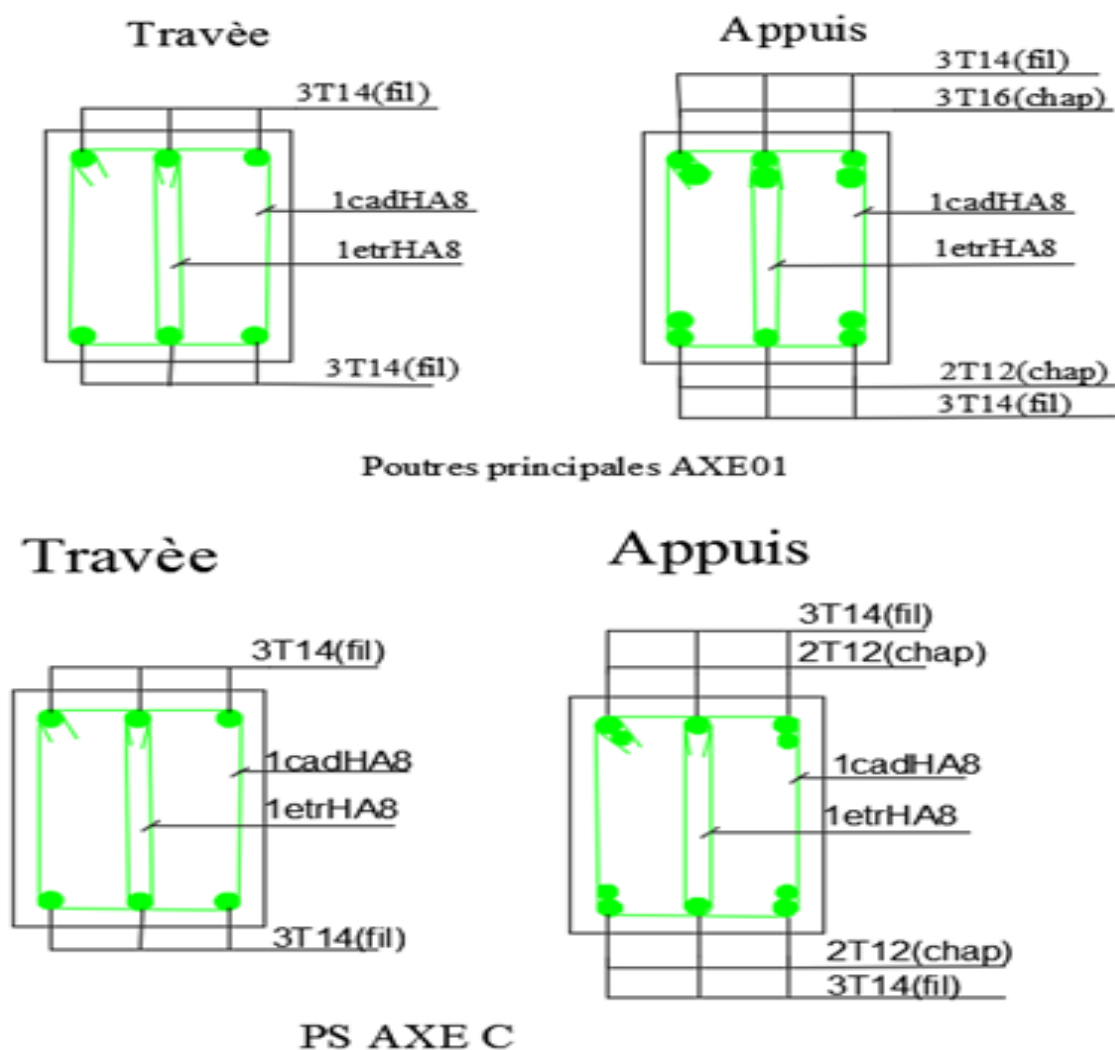 Travèe
3T14(fil)
1cadHA8
1etrHA8
3T14(fil)
Appuis
3T14(fil)
3T16(chap)
1cadHA8
1etrHA8
2T12(chap)
3T14(fil)
Poutres principales AXE01
Travèe
3T14(fil)
1cadHA8
1etrHA8
3T14(fil)
Appuis
3T14(fil)
2T12(chap)
1cadHA8
1etrHA8
2T12(chap)
3T14(fil)
PS AXE C